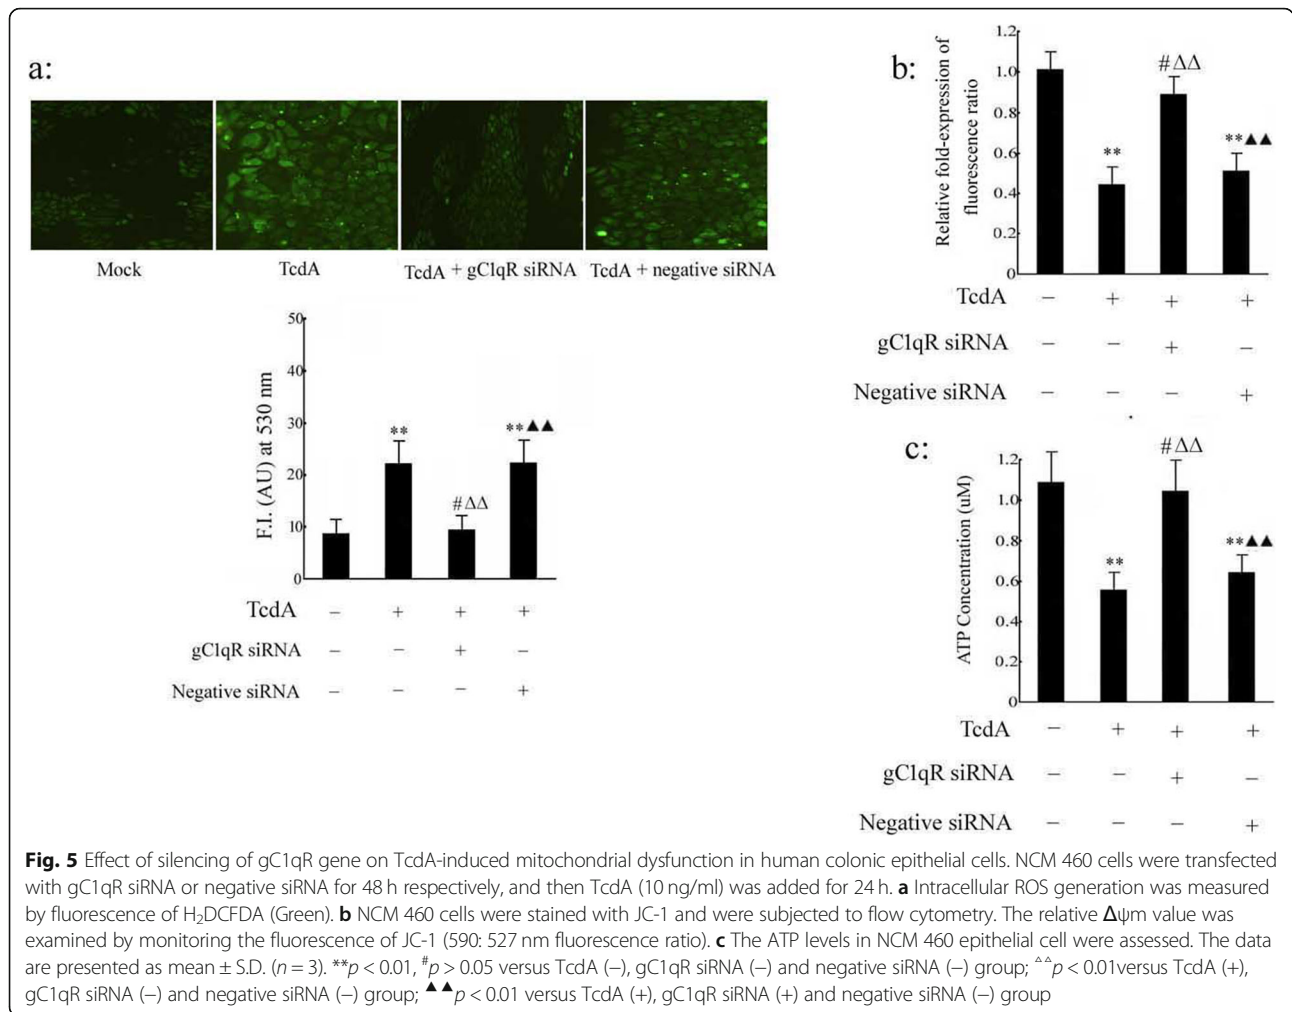 a:
Mock TcdA TcdA + gC1qR siRNA TcdA + negative siRNA
50
40
30
20
10
0
F.I. (AU) at 530 nm
**
#ΔΔ
**▲▲
TcdA − + + +
gC1qR siRNA − − + −
Negative siRNA − − − +
b:
Relative fold-expression of
fluorescence ratio
1.2
1.0
0.8
0.6
0.4
0.2
0
**
#ΔΔ
**▲▲
TcdA − + + +
gC1qR siRNA − − + −
Negative siRNA − − − +
c:
ATP Concentration (uM)
1.2
1.0
0.8
0.6
0.4
0.2
0
**
#ΔΔ
**▲▲
TcdA − + + +
gC1qR siRNA − − + −
Negative siRNA − − − +
Fig. 5 Effect of silencing of gC1qR gene on TcdA-induced mitochondrial dysfunction in human colonic epithelial cells. NCM 460 cells were transfected
with gC1qR siRNA or negative siRNA for 48 h respectively, and then TcdA (10 ng/ml) was added for 24 h. a Intracellular ROS generation was measured
by fluorescence of H₂DCFDA (Green). b NCM 460 cells were stained with JC-1 and were subjected to flow cytometry. The relative Δψm value was
examined by monitoring the fluorescence of JC-1 (590: 527 nm fluorescence ratio). c The ATP levels in NCM 460 epithelial cell were assessed. The data
are presented as mean ± S.D. (n = 3). **p < 0.01, #p > 0.05 versus TcdA (−), gC1qR siRNA (−) and negative siRNA (−) group; △△p < 0.01versus TcdA (+),
gC1qR siRNA (−) and negative siRNA (−) group; ▲▲p < 0.01 versus TcdA (+), gC1qR siRNA (+) and negative siRNA (−) group